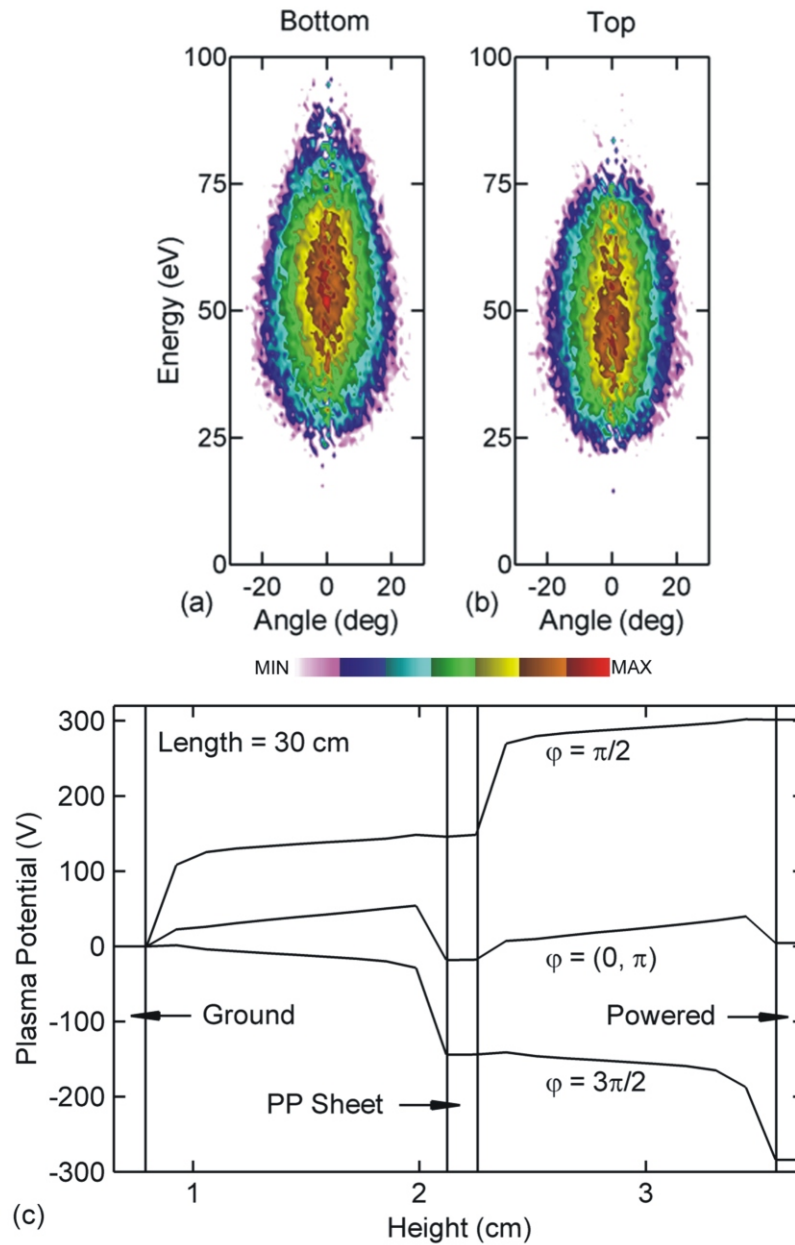 Bottom
Top
100
75
50
25
0
Energy (eV)
-20 0 20
(a) Angle (deg)
100
75
50
25
0
-20 0 20
(b) Angle (deg)
MIN MAX
300
200
100
0
-100
-200
-300
Plasma Potential (V)
Length = 30 cm
φ = π/2
φ = (0, π)
Ground
Powered
PP Sheet
φ = 3π/2
1 2 3
(c) Height (cm)